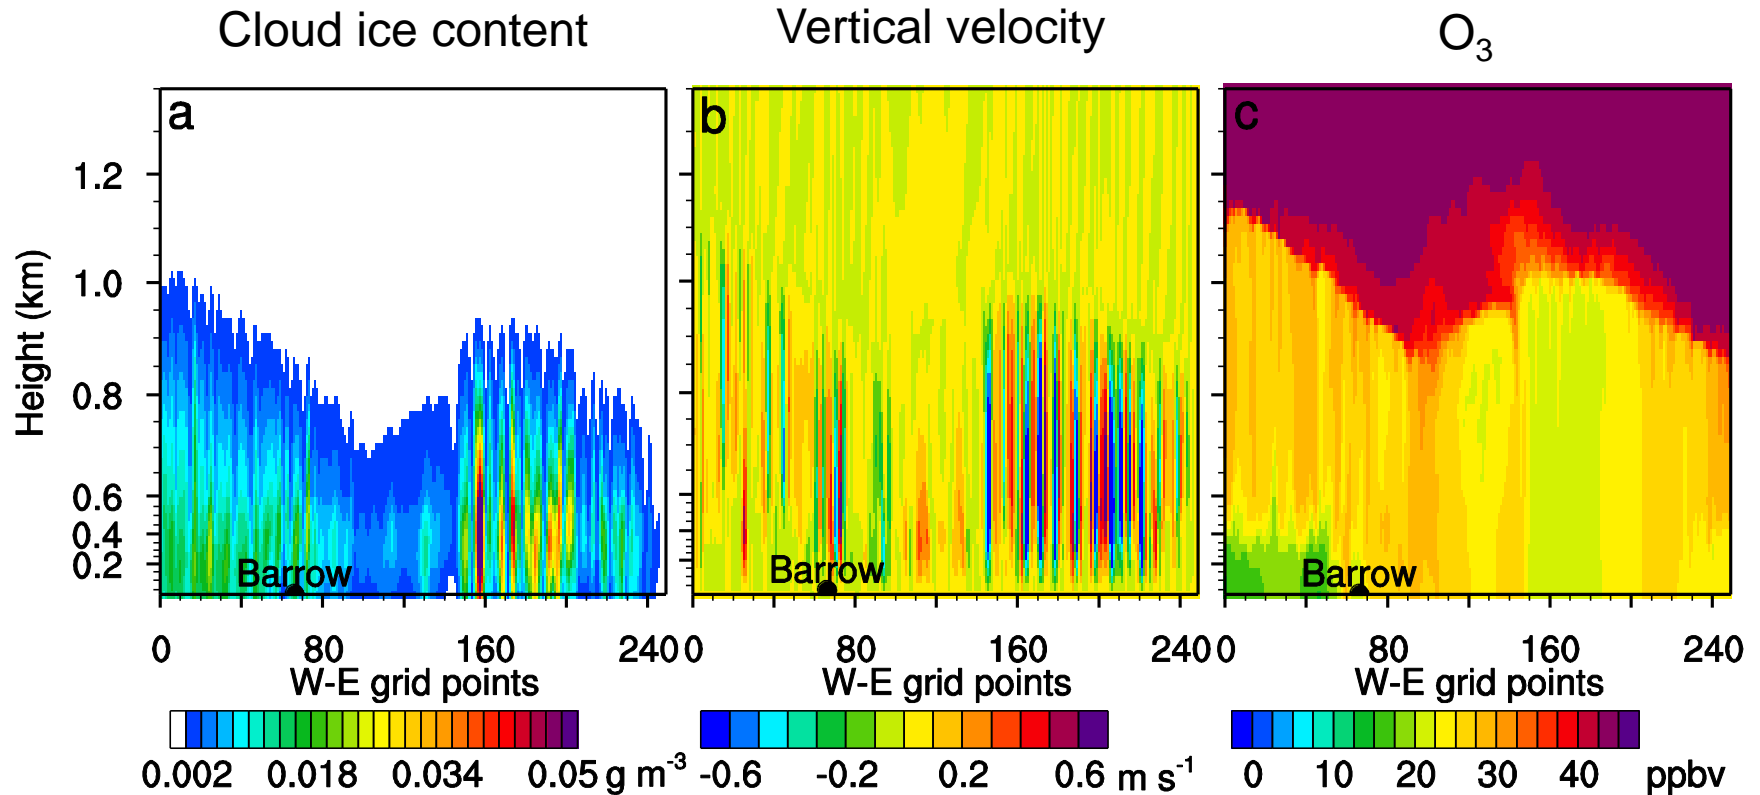 Cloud ice content
Vertical velocity
O3
a
b
c
Height (km)
1.2
1.0
0.8
0.6
0.4
0.2
Barrow
Barrow
Barrow
0 80 160 240
0 80 160 240
0 80 160 240
W-E grid points
W-E grid points
W-E grid points
0.002 0.018 0.034 0.05 g m-3
-0.6 -0.2 0.2 0.6 m s-1
0 10 20 30 40 ppbv